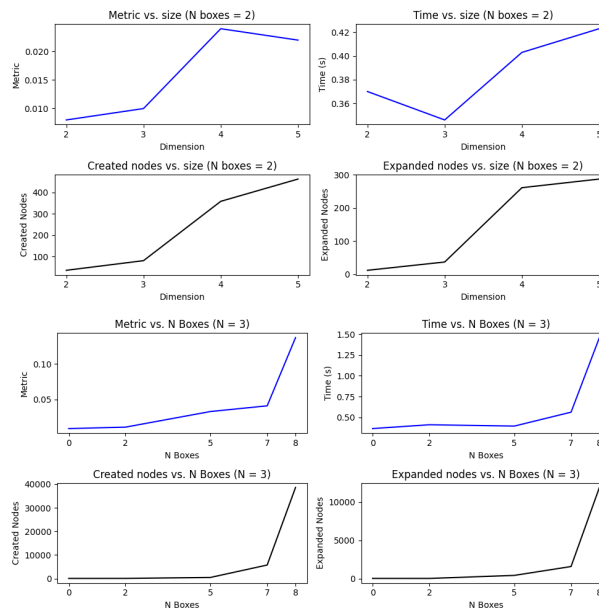 Metric vs. size (N boxes = 2)
Metric
0.020
0.010
2 3 4 5
Dimension
Time vs. size (N boxes = 2)
Time (s)
0.42
0.40
0.38
0.36
2 3 4 5
Dimension
Created nodes vs. size (N boxes = 2)
Created Nodes
400
300
200
100
2 3 4 5
Dimension
Expanded nodes vs. size (N boxes = 2)
Expanded Nodes
300
200
100
0
2 3 4 5
Dimension
Metric vs. N Boxes (N = 3)
Metric
0.10
0.05
0 2 5 7 8
N Boxes
Time vs. N Boxes (N = 3)
Time (s)
1.50
1.25
1.00
0.75
0.50
0 2 5 7 8
N Boxes
Created nodes vs. N Boxes (N = 3)
Created Nodes
40000
30000
20000
10000
0
0 2 5 7 8
N Boxes
Expanded nodes vs. N Boxes (N = 3)
Expanded Nodes
10000
5000
0
0 2 5 7 8
N Boxes